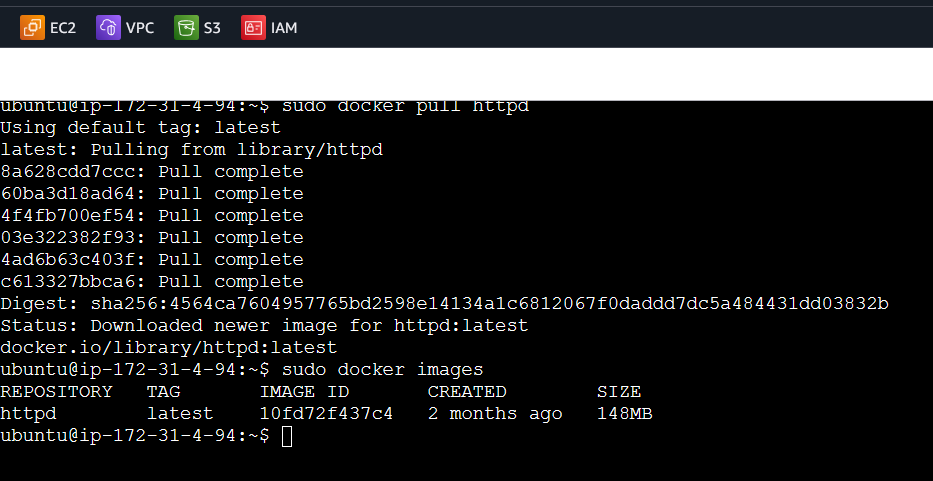 EC2 VPC S3 IAM
ubuntu@ip-172-31-4-94:~$ sudo docker pull httpd
Using default tag: latest
latest: Pulling from library/httpd
8a628cdd7ccc: Pull complete
60ba3d18ad64: Pull complete
4f4fb700ef54: Pull complete
03e322382f93: Pull complete
4ad6b63c403f: Pull complete
c613327bbca6: Pull complete
Digest: sha256:4564ca7604957765bd2598e14134a1c6812067f0daddd7dc5a484431dd03832b
Status: Downloaded newer image for httpd:latest
docker.io/library/httpd:latest
ubuntu@ip-172-31-4-94:~$ sudo docker images
REPOSITORY TAG IMAGE ID CREATED SIZE
httpd latest 10fd72f437c4 2 months ago 148MB
ubuntu@ip-172-31-4-94:~$